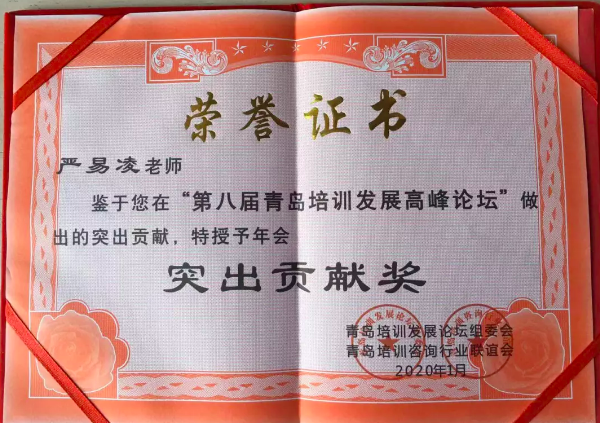 荣誉证书
严易凌老师
鉴于您在“第八届青岛培训发展高峰论坛”做
出的突出贡献，特授予年会
突出贡献奖
青岛培训发展论坛组委会
青岛培训咨询行业联谊会
2020年1月